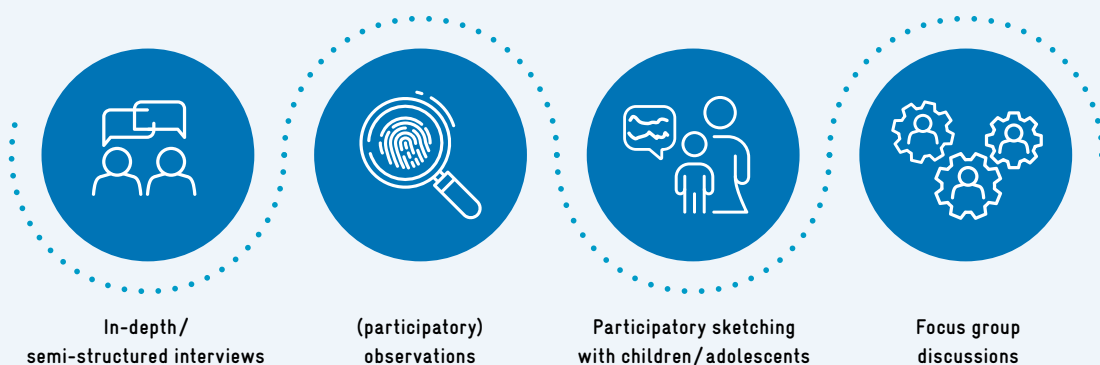 In-depth/
semi-structured interviews
(participatory)
observations
Participatory sketching
with children/adolescents
Focus group
discussions